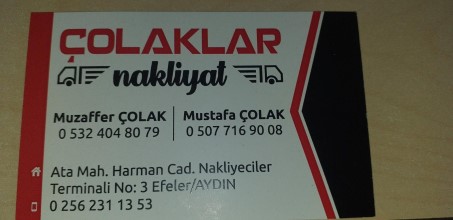 ÇOLAKLAR
nakliyat
Muzaffer ÇOLAK
0 532 404 80 79
Mustafa ÇOLAK
0 507 716 90 08
Ata Mah. Harman Cad. Nakliyeciler
Terminali No: 3 Efeler/AYDIN
0 256 231 13 53